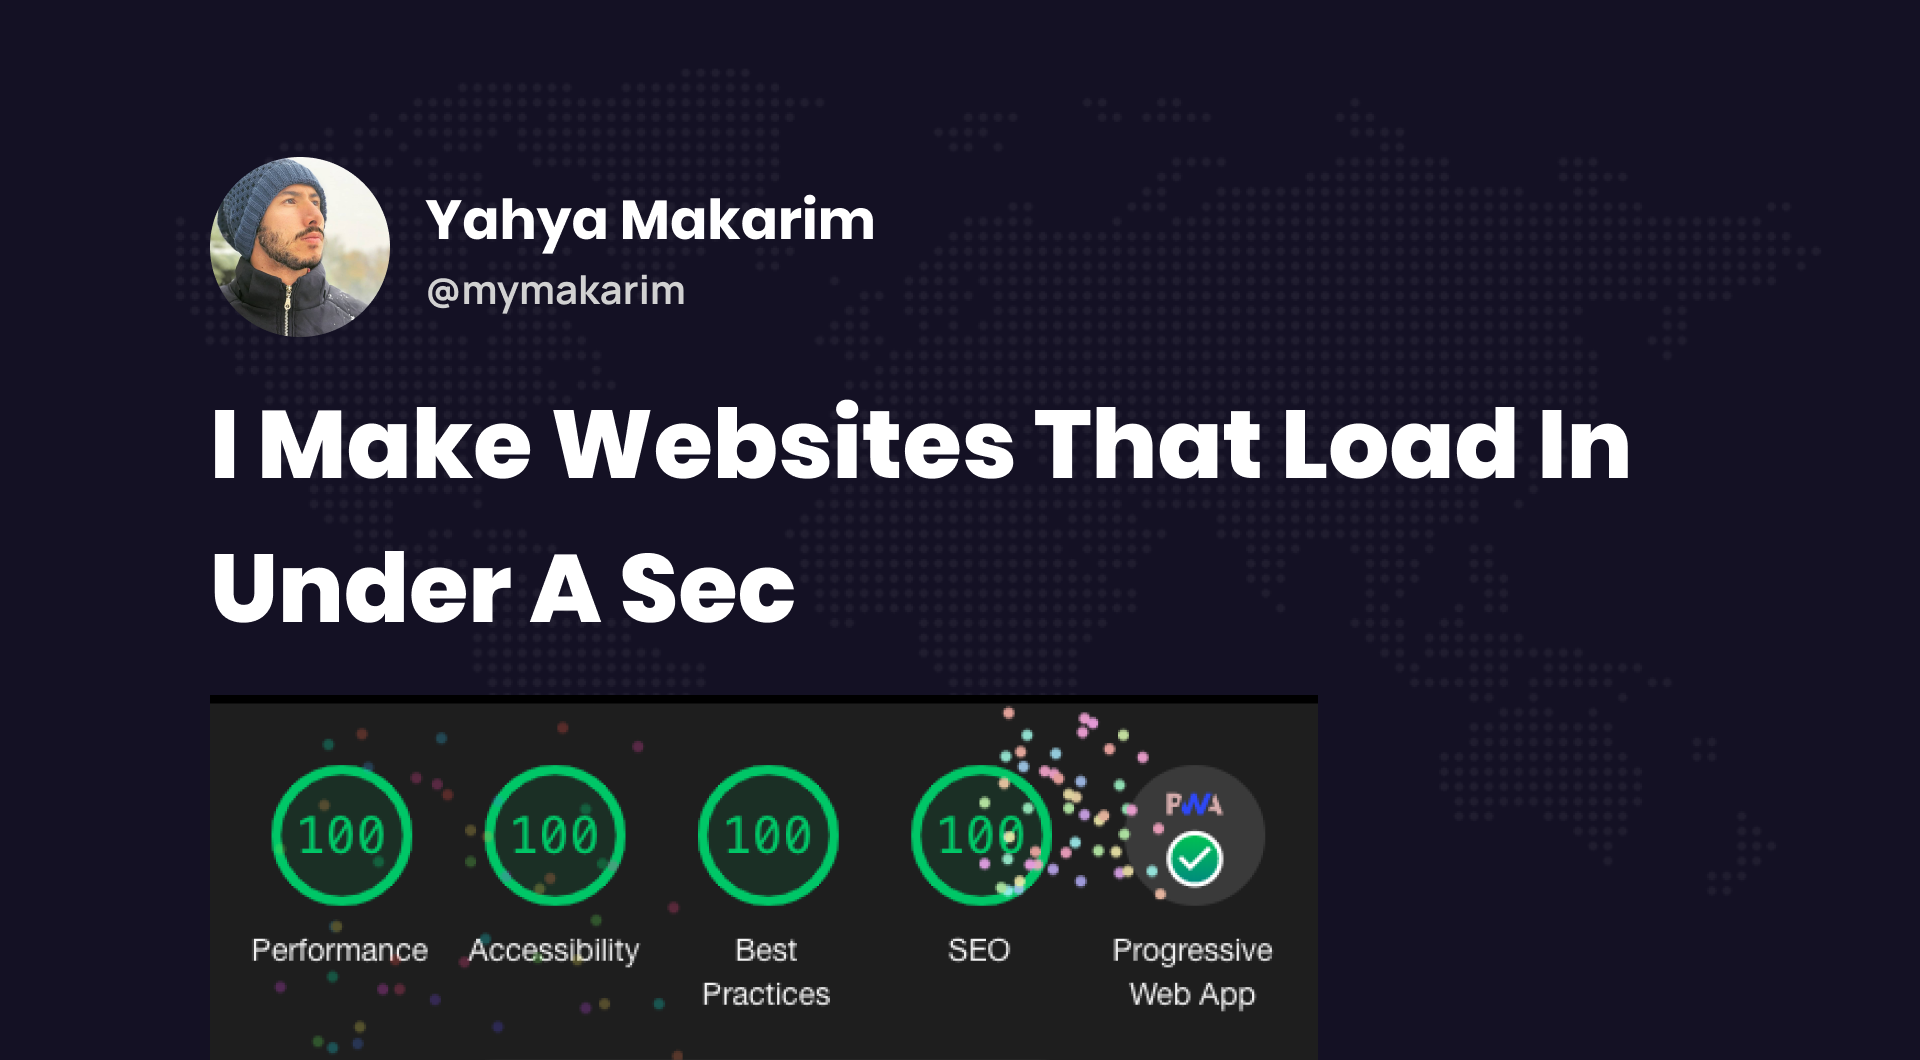 Yahya Makarim
@mymakarim
I Make Websites That Load In
Under A Sec
100 100 100 100 PWA
Performance Accessibility Best Practices SEO Progressive Web App